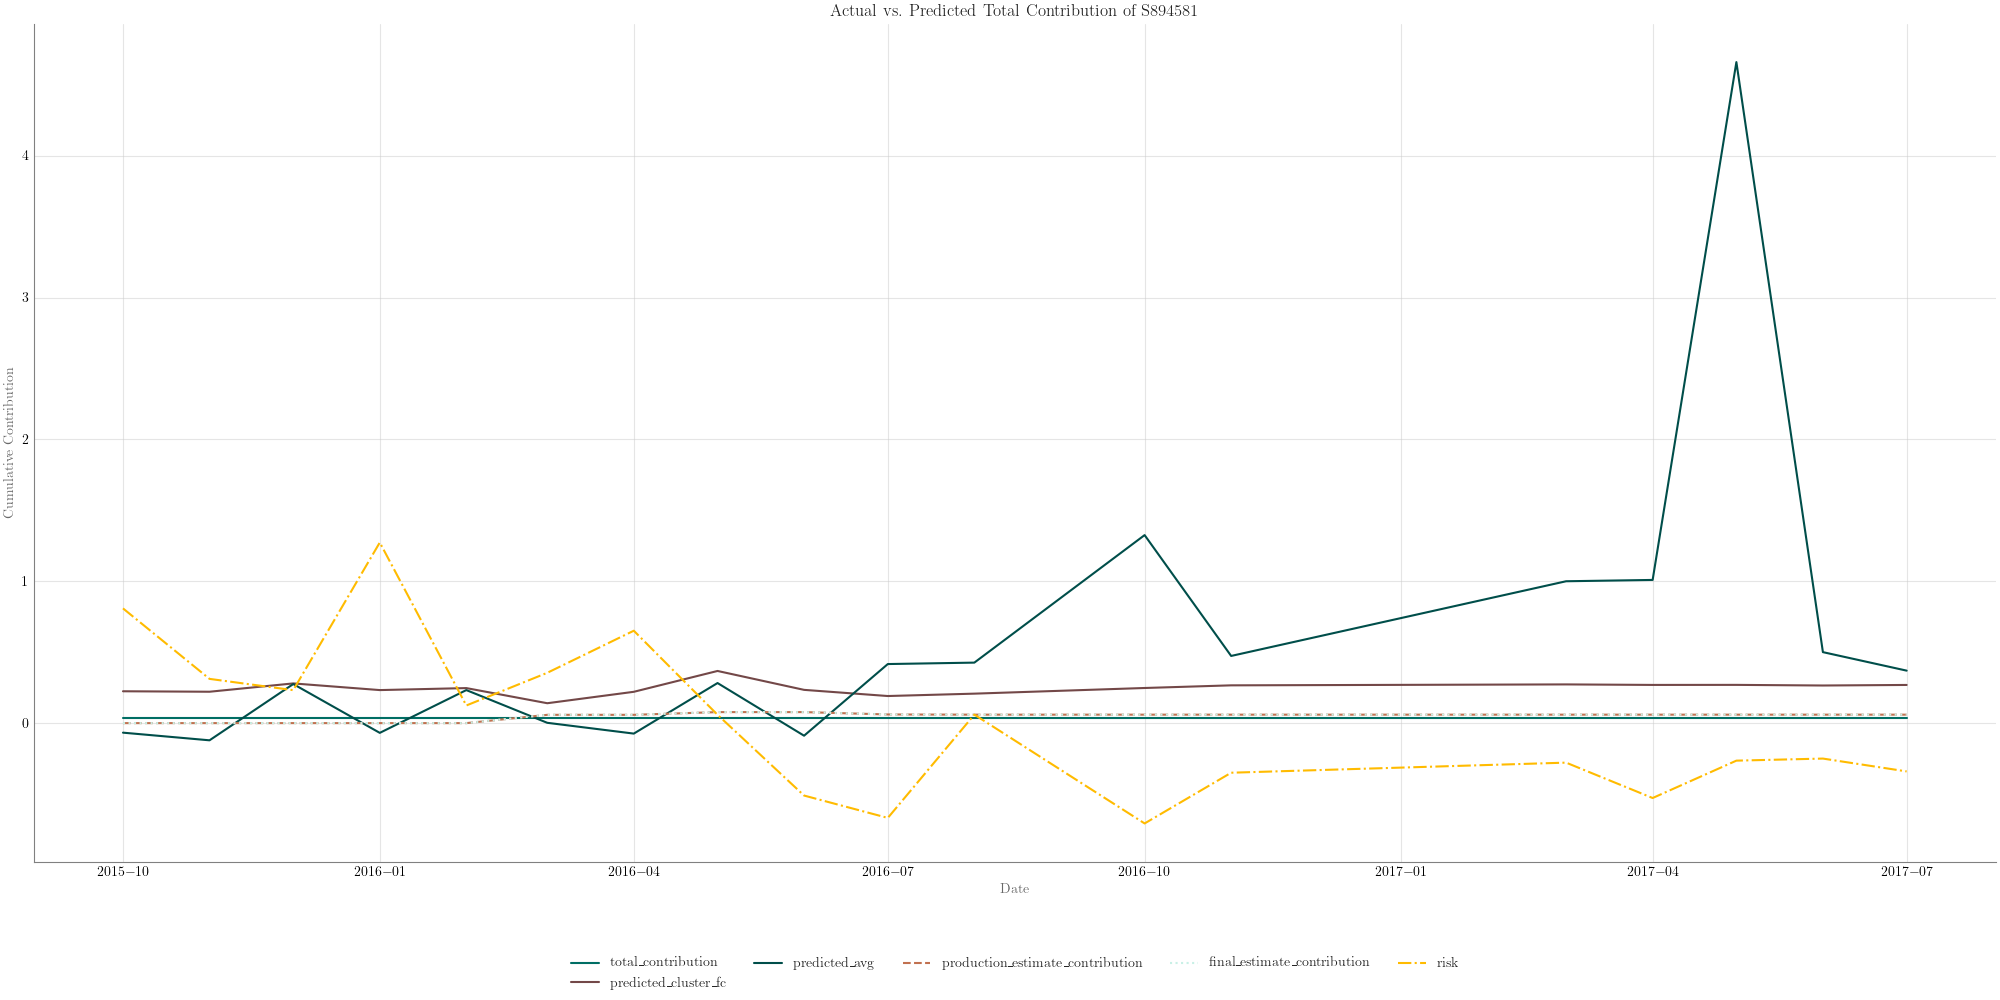 Actual vs. Predicted Total Contribution of S894581
Cumulative Contribution
4
3
2
1
0
2015-10 2016-01 2016-04 2016-07 2016-10 2017-01 2017-04 2017-07
Date
total_contribution predicted_avg production_estimate_contribution final_estimate_contribution risk
predicted_cluster_fc